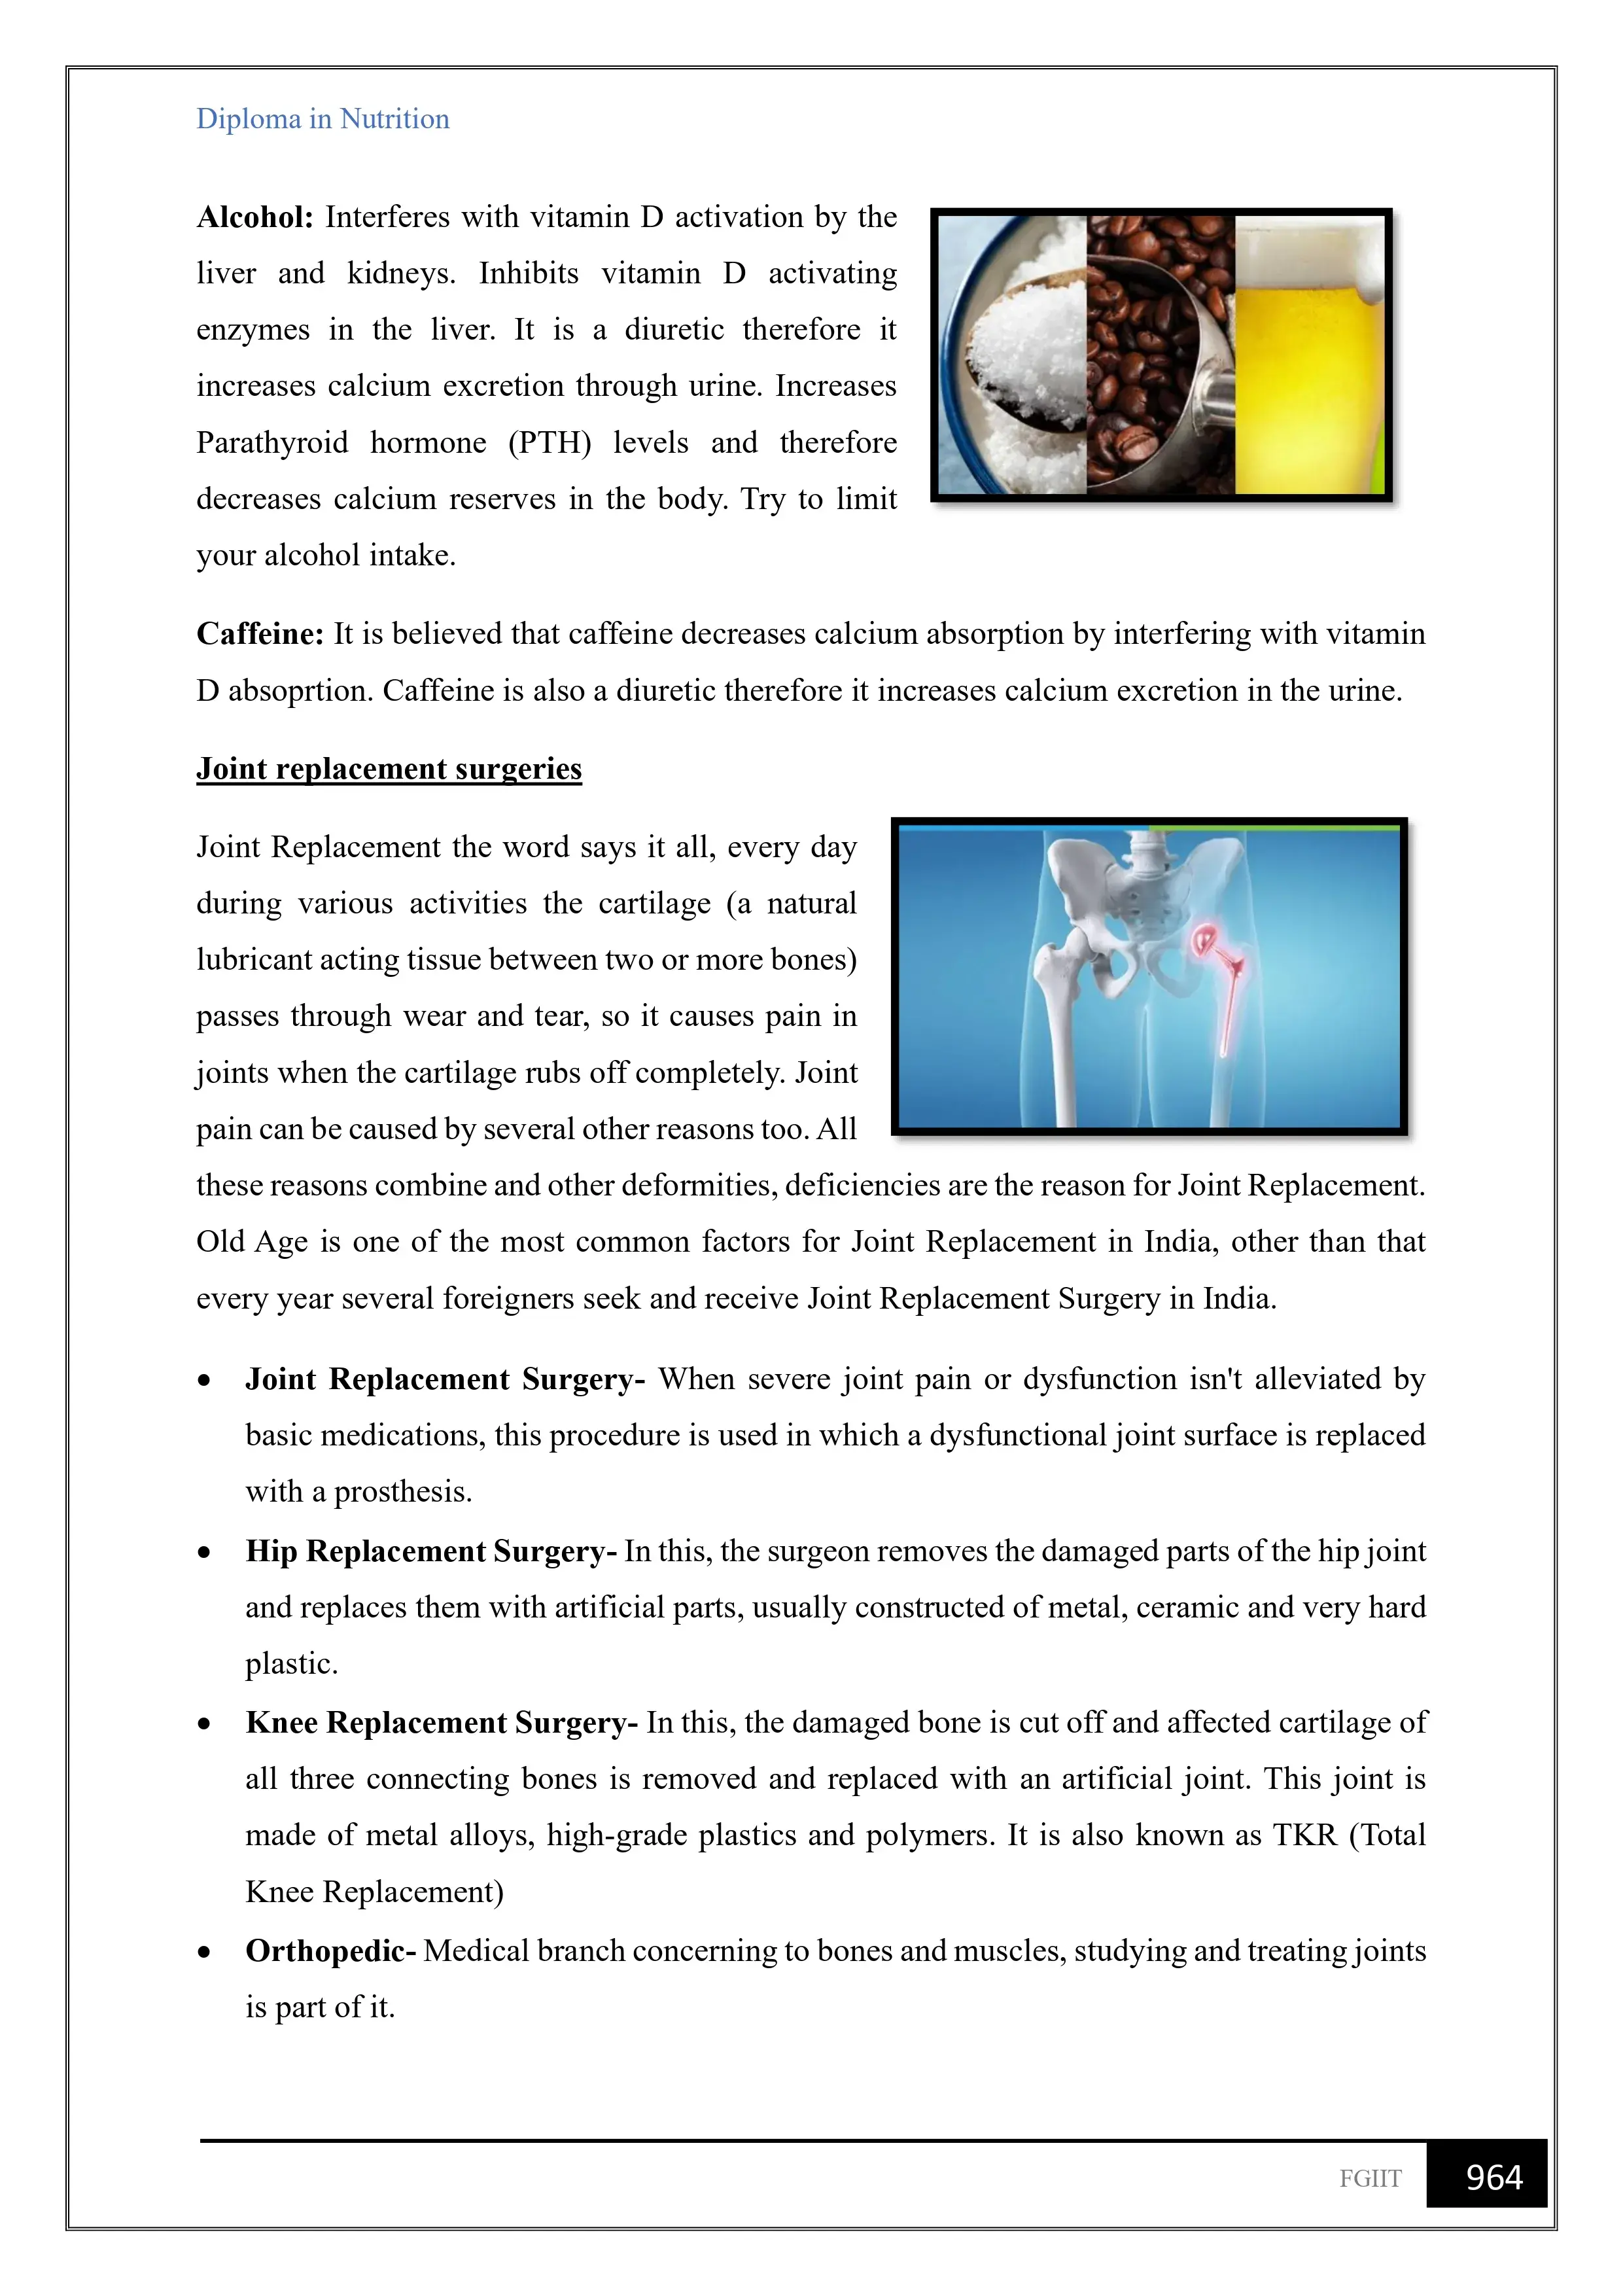 Diploma in Nutrition
Alcohol: Interferes with vitamin D activation by the
liver and kidneys. Inhibits vitamin D activating
enzymes in the liver. It is a diuretic therefore it
increases calcium excretion through urine. Increases
Parathyroid hormone (PTH) levels and therefore
decreases calcium reserves in the body. Try to limit
your alcohol intake.
Caffeine: It is believed that caffeine decreases calcium absorption by interfering with vitamin
D absoprtion. Caffeine is also a diuretic therefore it increases calcium excretion in the urine.
Joint replacement surgeries
Joint Replacement the word says it all, every day
during various activities the cartilage (a natural
lubricant acting tissue between two or more bones)
passes through wear and tear, so it causes pain in
joints when the cartilage rubs off completely. Joint
pain can be caused by several other reasons too. All
these reasons combine and other deformities, deficiencies are the reason for Joint Replacement.
Old Age is one of the most common factors for Joint Replacement in India, other than that
every year several foreigners seek and receive Joint Replacement Surgery in India.
• Joint Replacement Surgery- When severe joint pain or dysfunction isn't alleviated by
basic medications, this procedure is used in which a dysfunctional joint surface is replaced
with a prosthesis.
• Hip Replacement Surgery- In this, the surgeon removes the damaged parts of the hip joint
and replaces them with artificial parts, usually constructed of metal, ceramic and very hard
plastic.
• Knee Replacement Surgery- In this, the damaged bone is cut off and affected cartilage of
all three connecting bones is removed and replaced with an artificial joint. This joint is
made of metal alloys, high-grade plastics and polymers. It is also known as TKR (Total
Knee Replacement)
• Orthopedic- Medical branch concerning to bones and muscles, studying and treating joints
is part of it.
FGIIT 964